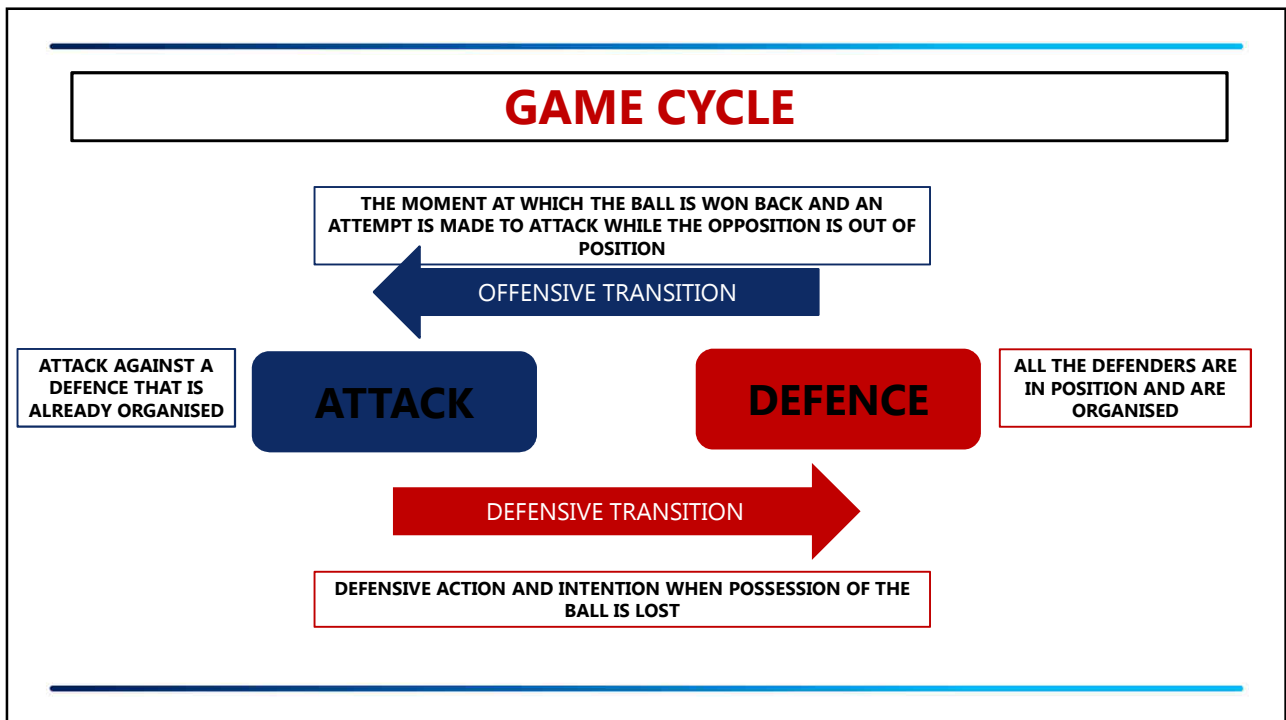 GAME CYCLE
THE MOMENT AT WHICH THE BALL IS WON BACK AND AN
ATTEMPT IS MADE TO ATTACK WHILE THE OPPOSITION IS OUT OF
POSITION
OFFENSIVE TRANSITION
ATTACK AGAINST A
DEFENCE THAT IS
ALREADY ORGANISED
ATTACK
DEFENCE
ALL THE DEFENDERS ARE
IN POSITION AND ARE
ORGANISED
DEFENSIVE TRANSITION
DEFENSIVE ACTION AND INTENTION WHEN POSSESSION OF THE
BALL IS LOST